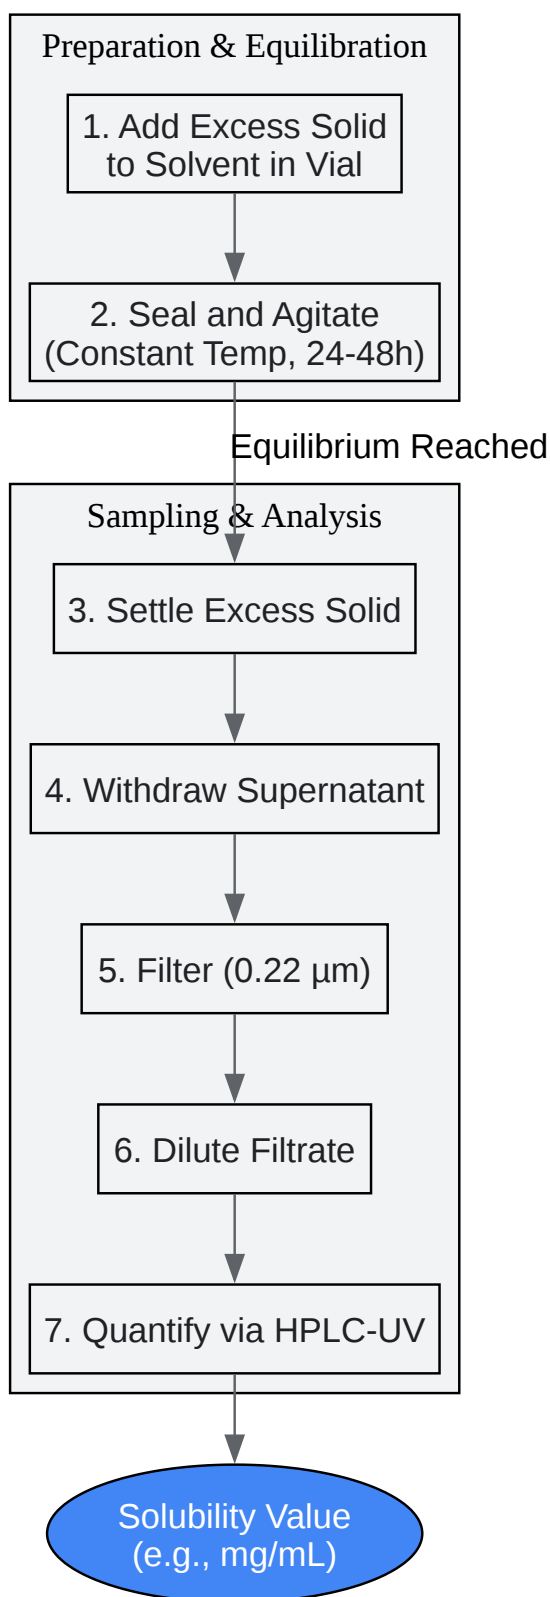 Preparation & Equilibration
1. Add Excess Solid
to Solvent in Vial
2. Seal and Agitate
(Constant Temp, 24-48h)
Equilibrium Reached
Sampling & Analysis
3. Settle Excess Solid
4. Withdraw Supernatant
5. Filter (0.22 µm)
6. Dilute Filtrate
7. Quantify via HPLC-UV
Solubility Value
(e.g., mg/mL)